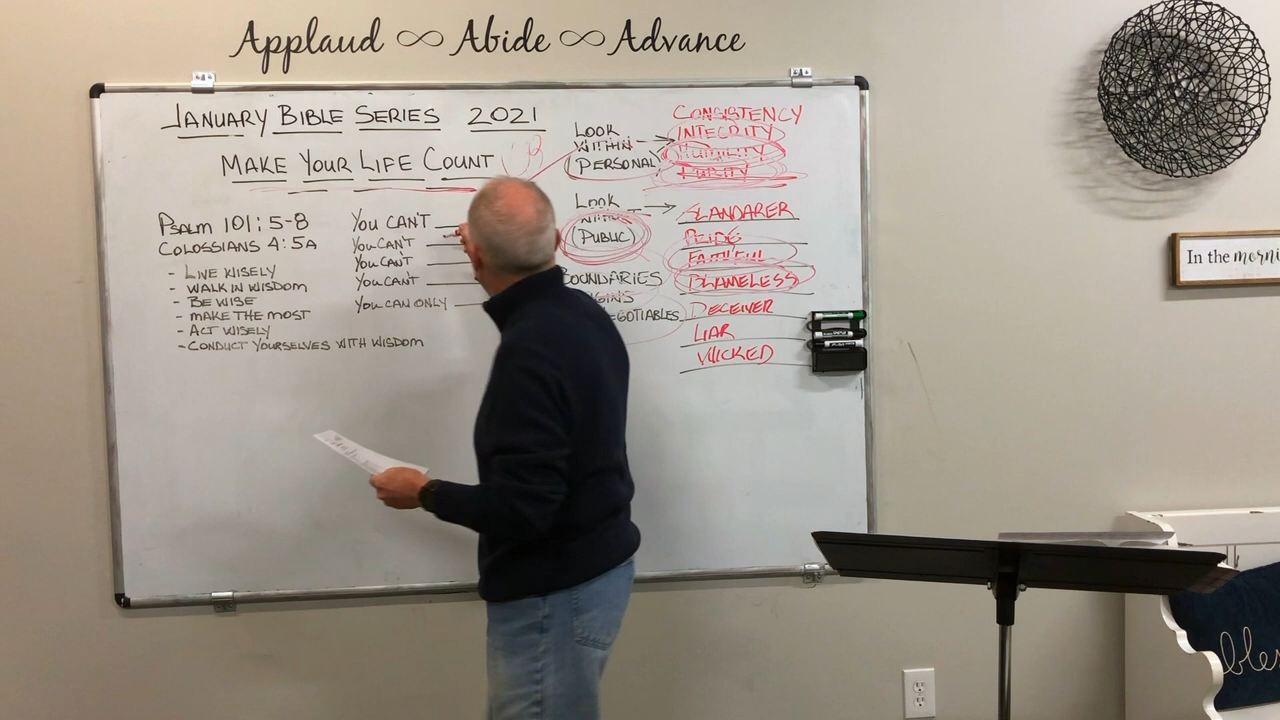 Applaud ∞ Abide ∞ Advance
JANUARY BIBLE SERIES 2021
MAKE YOUR LIFE COUNT
PSALM 101:5-8
COLOSSIANS 4:5A
- LIVE WISELY
- WALK IN WISDOM
- BE WISE
- MAKE THE MOST
- ACT WISELY
- CONDUCT YOURSELVES WITH WISDOM
YOU CAN'T
YOU CAN'T
YOU CAN'T
YOU CAN'T
YOU CAN ONLY
LOOK
WITHIN
(PERSONAL)
CONSISTENCY
INTEGRITY
HUMILITY
PURITY
LOOK
(PUBLIC)
BOUNDARIES
SLANDARER
PRIDE
FAITHFUL
BLAMELESS
DECEIVER
LIAR
WICKED
In the